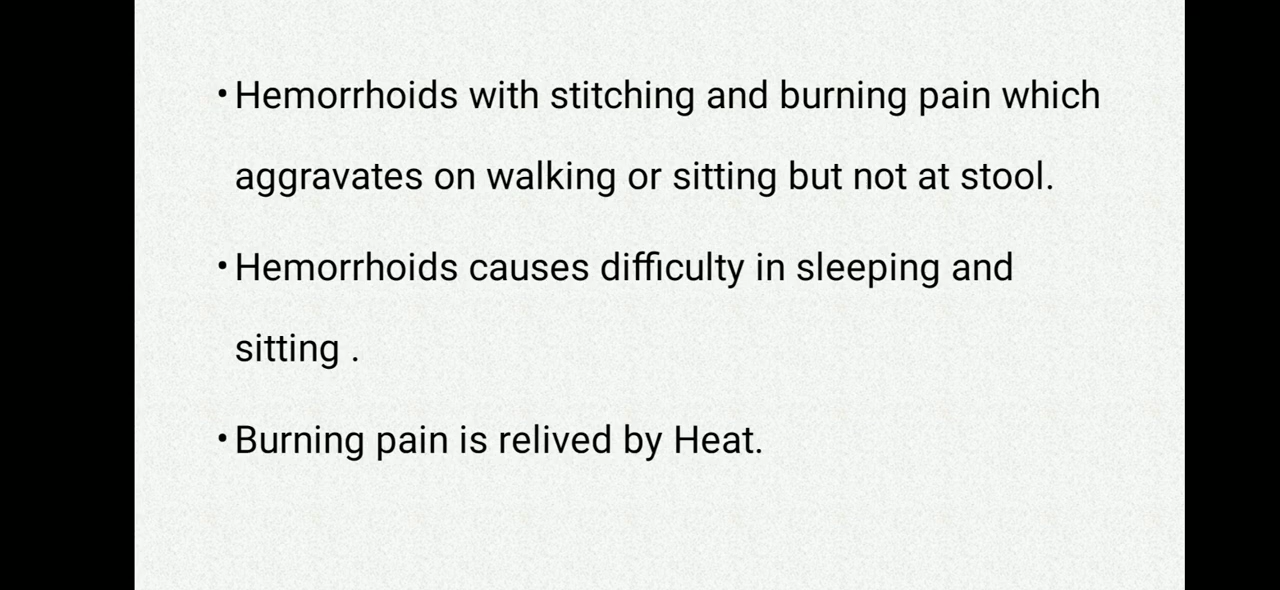 • Hemorrhoids with stitching and burning pain which
aggravates on walking or sitting but not at stool.
• Hemorrhoids causes difficulty in sleeping and
sitting .
• Burning pain is relived by Heat.